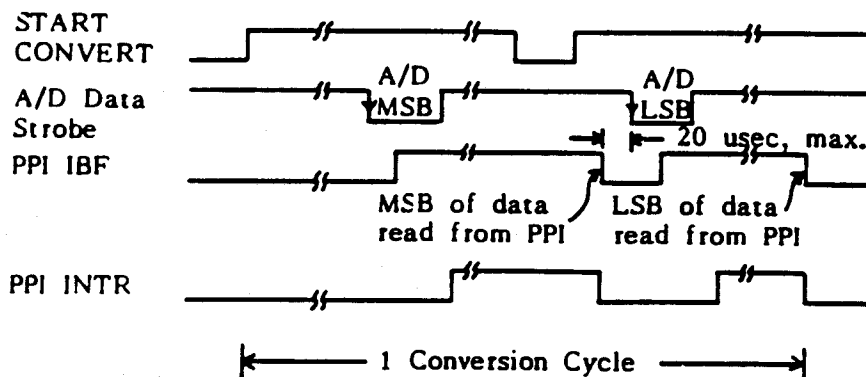 START
CONVERT
A/D Data
Strobe
A/D
MSB
A/D
LSB
20 usec, max.
PPI IBF
MSB of data
read from PPI
LSB of data
read from PPI
PPI INTR
1 Conversion Cycle